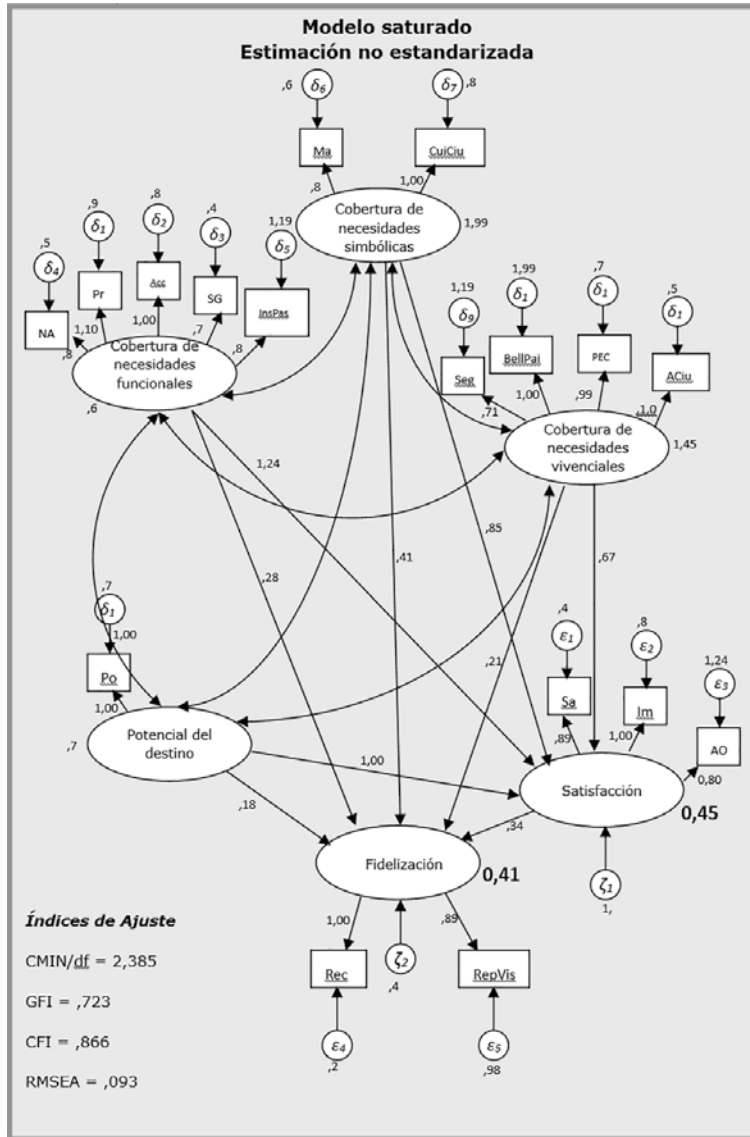 Modelo saturado
Estimación no estandarizada
,6 δ6 δ7 ,8
Ma CuiCiu
,8 1,00
Cobertura de
necesidades
simbólicas
1,19 1,99
,5 δ4 ,9 δ1 ,8 δ2 ,4 δ3 δ5
NA Pr Acc SG InsPas
,8 1,10 1,00 ,7 ,8
Cobertura de
necesidades
funcionales
,6
1,19 δ9 1,99 δ1 ,7 δ1 ,5 δ1
Seg BellPai PEC ACiu
,71 1,00 ,99 ,1,0
Cobertura de
necesidades
vivenciales
1,45
1,24 ,85
,28 ,41 ,67
,21
,7 δ1
1,00
Po
1,00
Potencial del
destino
,7
,4 ε1 ,8 ε2 1,24 ε3
Sa Im AO
,89 1,00 0,80
Satisfacción
0,45
1,00
,18 ,34
Fidelización
0,41
ζ1
1,
1,00 ,89
ζ2
,4
Rec RepVis
ε4 ε5
,2 ,98
Índices de Ajuste
CMIN/df = 2,385
GFI = ,723
CFI = ,866
RMSEA = ,093